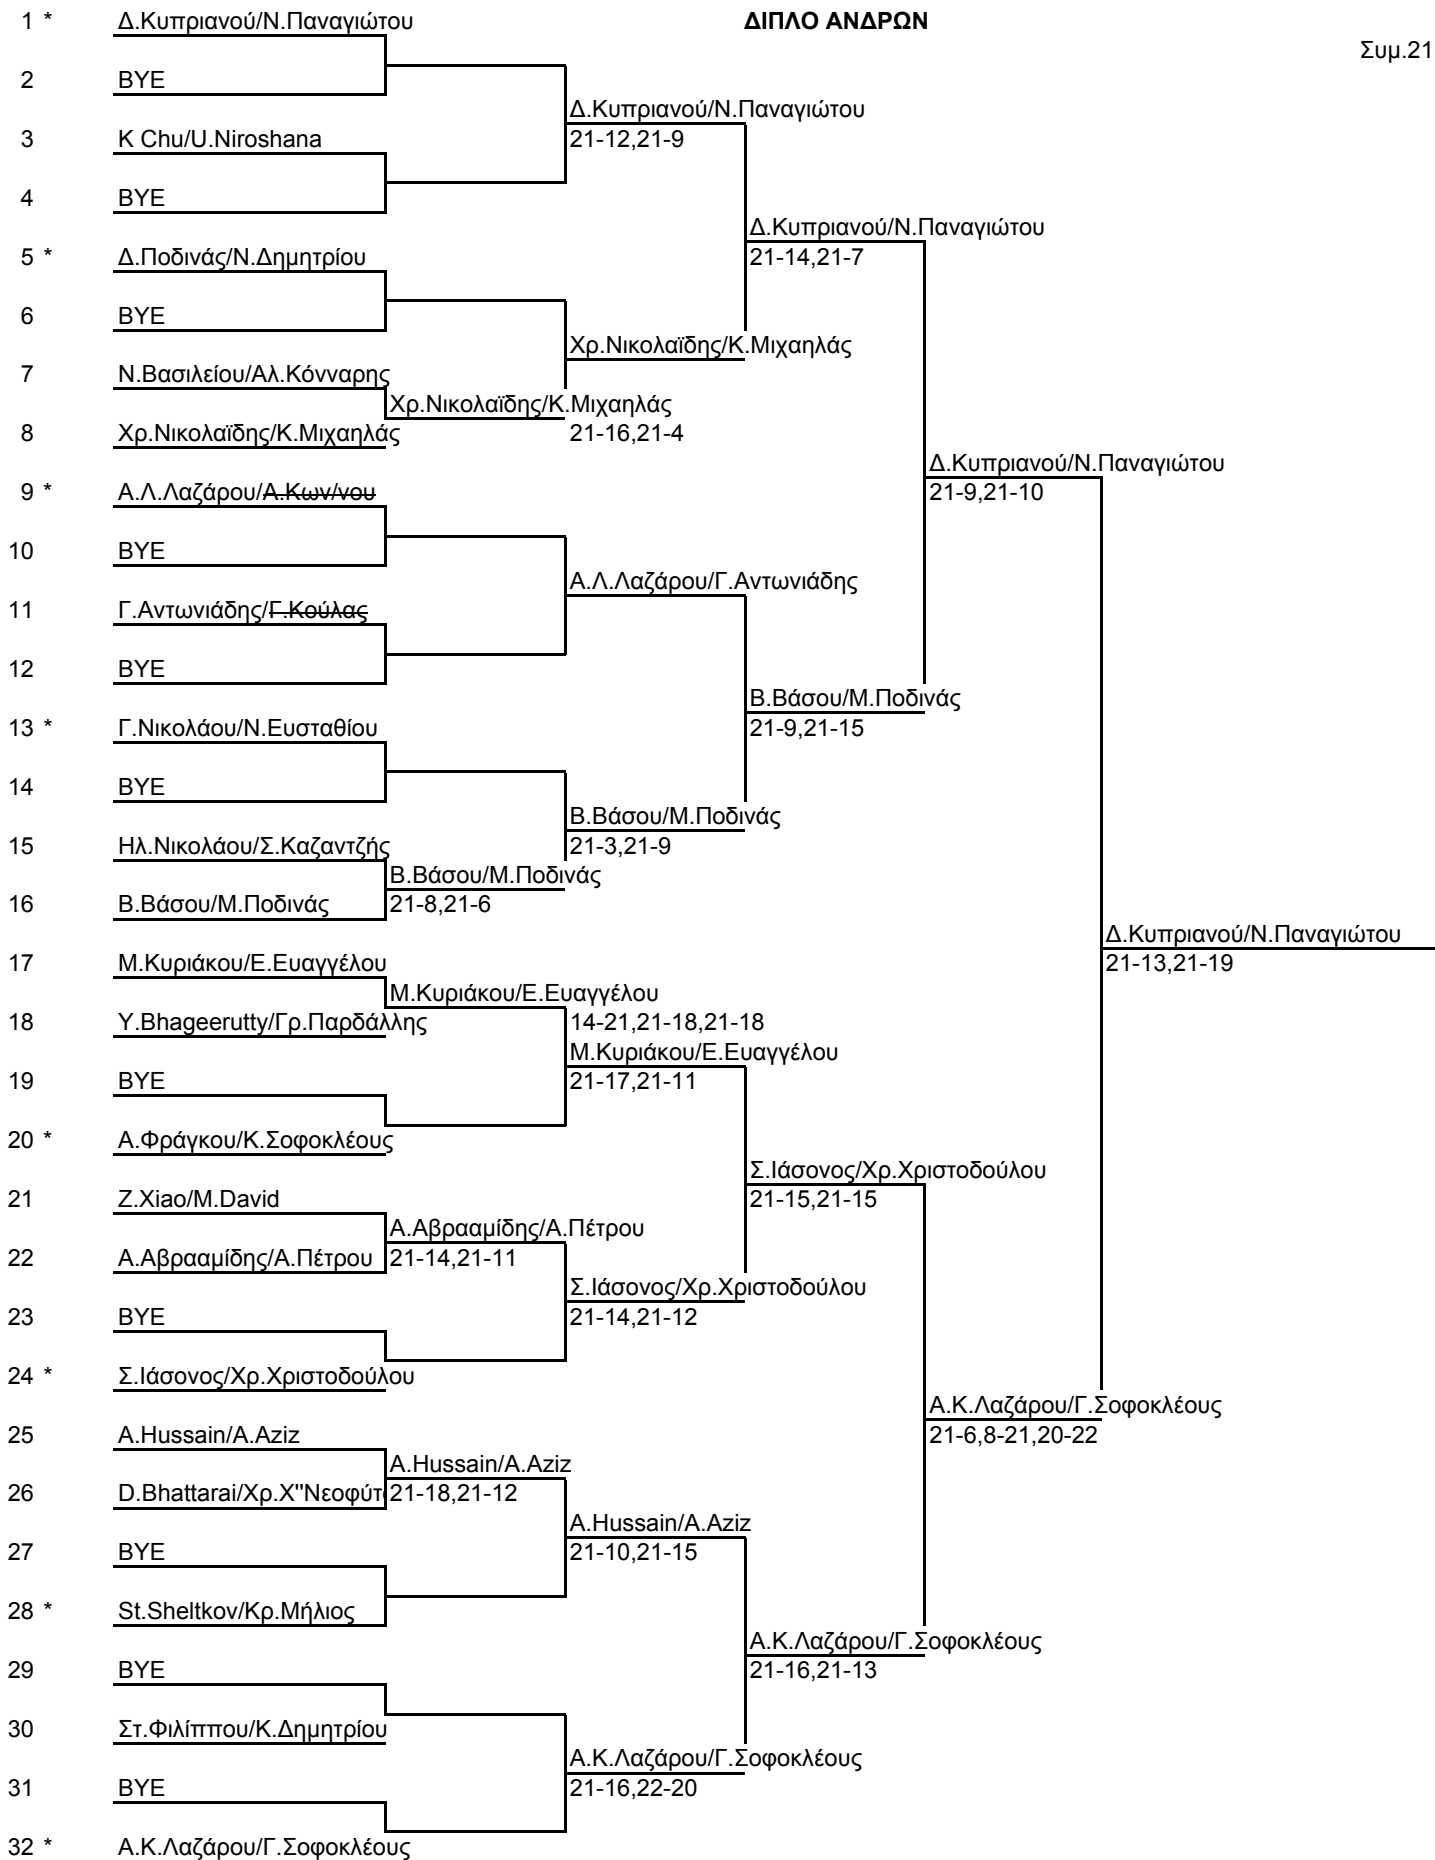 1 * Δ.Κυπριανού/Ν.Παναγιώτου
ΔΙΠΛΟ ΑΝΔΡΩΝ
Συμ.21
2 BYE
Δ.Κυπριανού/Ν.Παναγιώτου
3 K Chu/U.Niroshana
21-12,21-9
4 BYE
Δ.Κυπριανού/Ν.Παναγιώτου
5 * Δ.Ποδινάς/Ν.Δημητρίου
21-14,21-7
6 BYE
Χρ.Νικολαϊδης/Κ.Μιχαηλάς
7 Ν.Βασιλείου/Αλ.Κόνναρης
Χρ.Νικολαϊδης/Κ.Μιχαηλάς
8 Χρ.Νικολαϊδης/Κ.Μιχαηλάς
21-16,21-4
Δ.Κυπριανού/Ν.Παναγιώτου
9 * Α.Λ.Λαζάρου/Α.Κων/νου
21-9,21-10
10 BYE
Α.Λ.Λαζάρου/Γ.Αντωνιάδης
11 Γ.Αντωνιάδης/Γ.Κούλας
12 BYE
Β.Βάσου/Μ.Ποδινάς
13 * Γ.Νικολάου/Ν.Ευσταθίου
21-9,21-15
14 BYE
Β.Βάσου/Μ.Ποδινάς
15 Ηλ.Νικολάου/Σ.Καζαντζής
21-3,21-9
Β.Βάσου/Μ.Ποδινάς
16 Β.Βάσου/Μ.Ποδινάς
21-8,21-6
Δ.Κυπριανού/Ν.Παναγιώτου
17 Μ.Κυριάκου/Ε.Ευαγγέλου
21-13,21-19
Μ.Κυριάκου/Ε.Ευαγγέλου
18 Y.Bhageerutty/Γρ.Παρδάλλης
14-21,21-18,21-18
Μ.Κυριάκου/Ε.Ευαγγέλου
19 BYE
21-17,21-11
20 * Α.Φράγκου/Κ.Σοφοκλέους
Σ.Ιάσονος/Χρ.Χριστοδούλου
21 Z.Xiao/M.David
21-15,21-15
Α.Αβρααμίδης/Α.Πέτρου
22 Α.Αβρααμίδης/Α.Πέτρου
21-14,21-11
Σ.Ιάσονος/Χρ.Χριστοδούλου
23 BYE
21-14,21-12
24 * Σ.Ιάσονος/Χρ.Χριστοδούλου
Α.Κ.Λαζάρου/Γ.Σοφοκλέους
25 A.Hussain/A.Aziz
21-6,8-21,20-22
A.Hussain/A.Aziz
26 D.Bhattarai/Χρ.Χ"Νεοφύτ
21-18,21-12
A.Hussain/A.Aziz
27 BYE
21-10,21-15
28 * St.Sheltkov/Κρ.Μήλιος
Α.Κ.Λαζάρου/Γ.Σοφοκλέους
29 BYE
21-16,21-13
30 Στ.Φιλίππου/Κ.Δημητρίου
Α.Κ.Λαζάρου/Γ.Σοφοκλέους
31 BYE
21-16,22-20
32 * Α.Κ.Λαζάρου/Γ.Σοφοκλέους